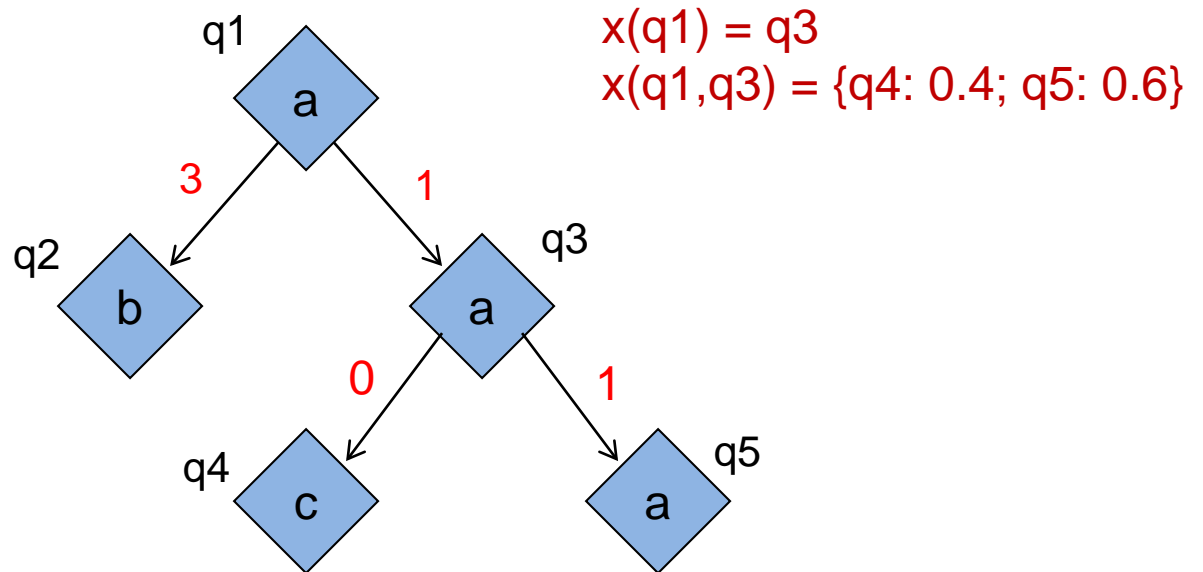 q1
x(q1) = q3
x(q1,q3) = {q4: 0.4; q5: 0.6}
a
3
1
q2
q3
b
a
0
1
q4
q5
c
a